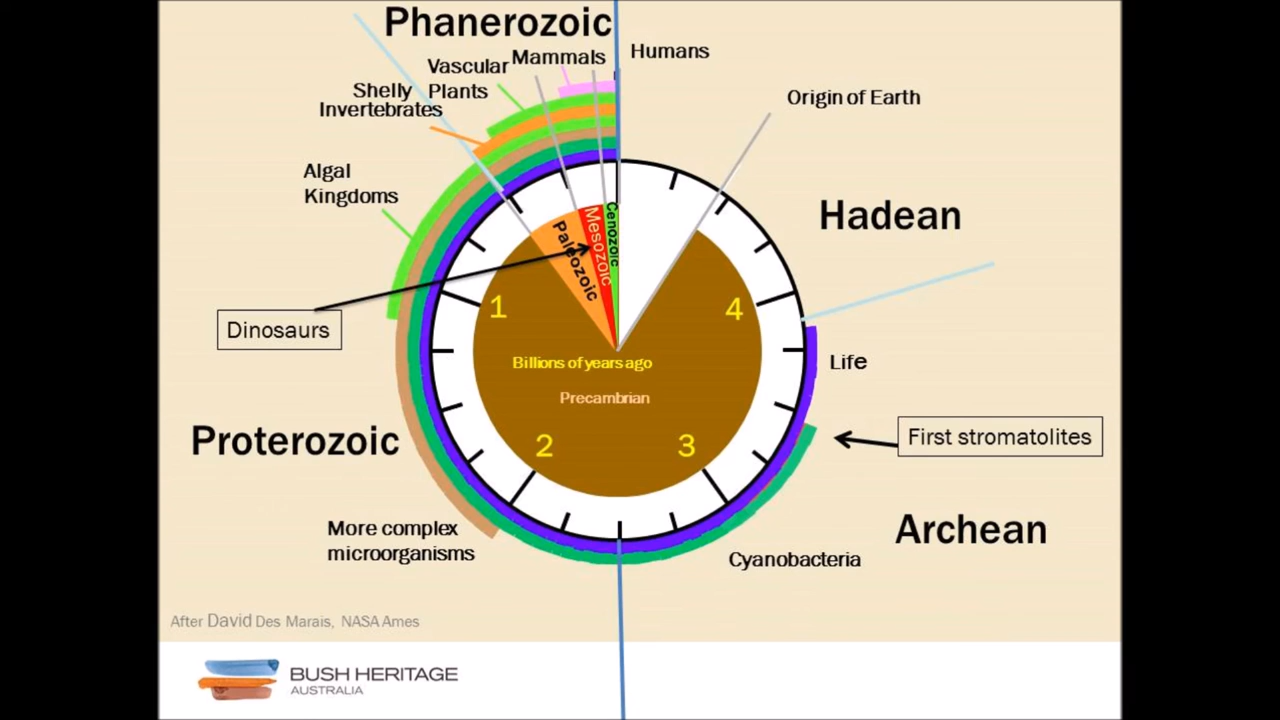 Phanerozoic
Humans
Mammals
Vascular
Plants
Shelly
Invertebrates
Origin of Earth
Algal
Kingdoms
Hadean
Cenozoic
Mesozoic
Paleozoic
1
4
Dinosaurs
Billions of years ago
Life
Precambrian
First stromatolites
Proterozoic
2
3
More complex
microorganisms
Archean
Cyanobacteria
After David Des Marais, NASA Ames
BUSH HERITAGE
AUSTRALIA